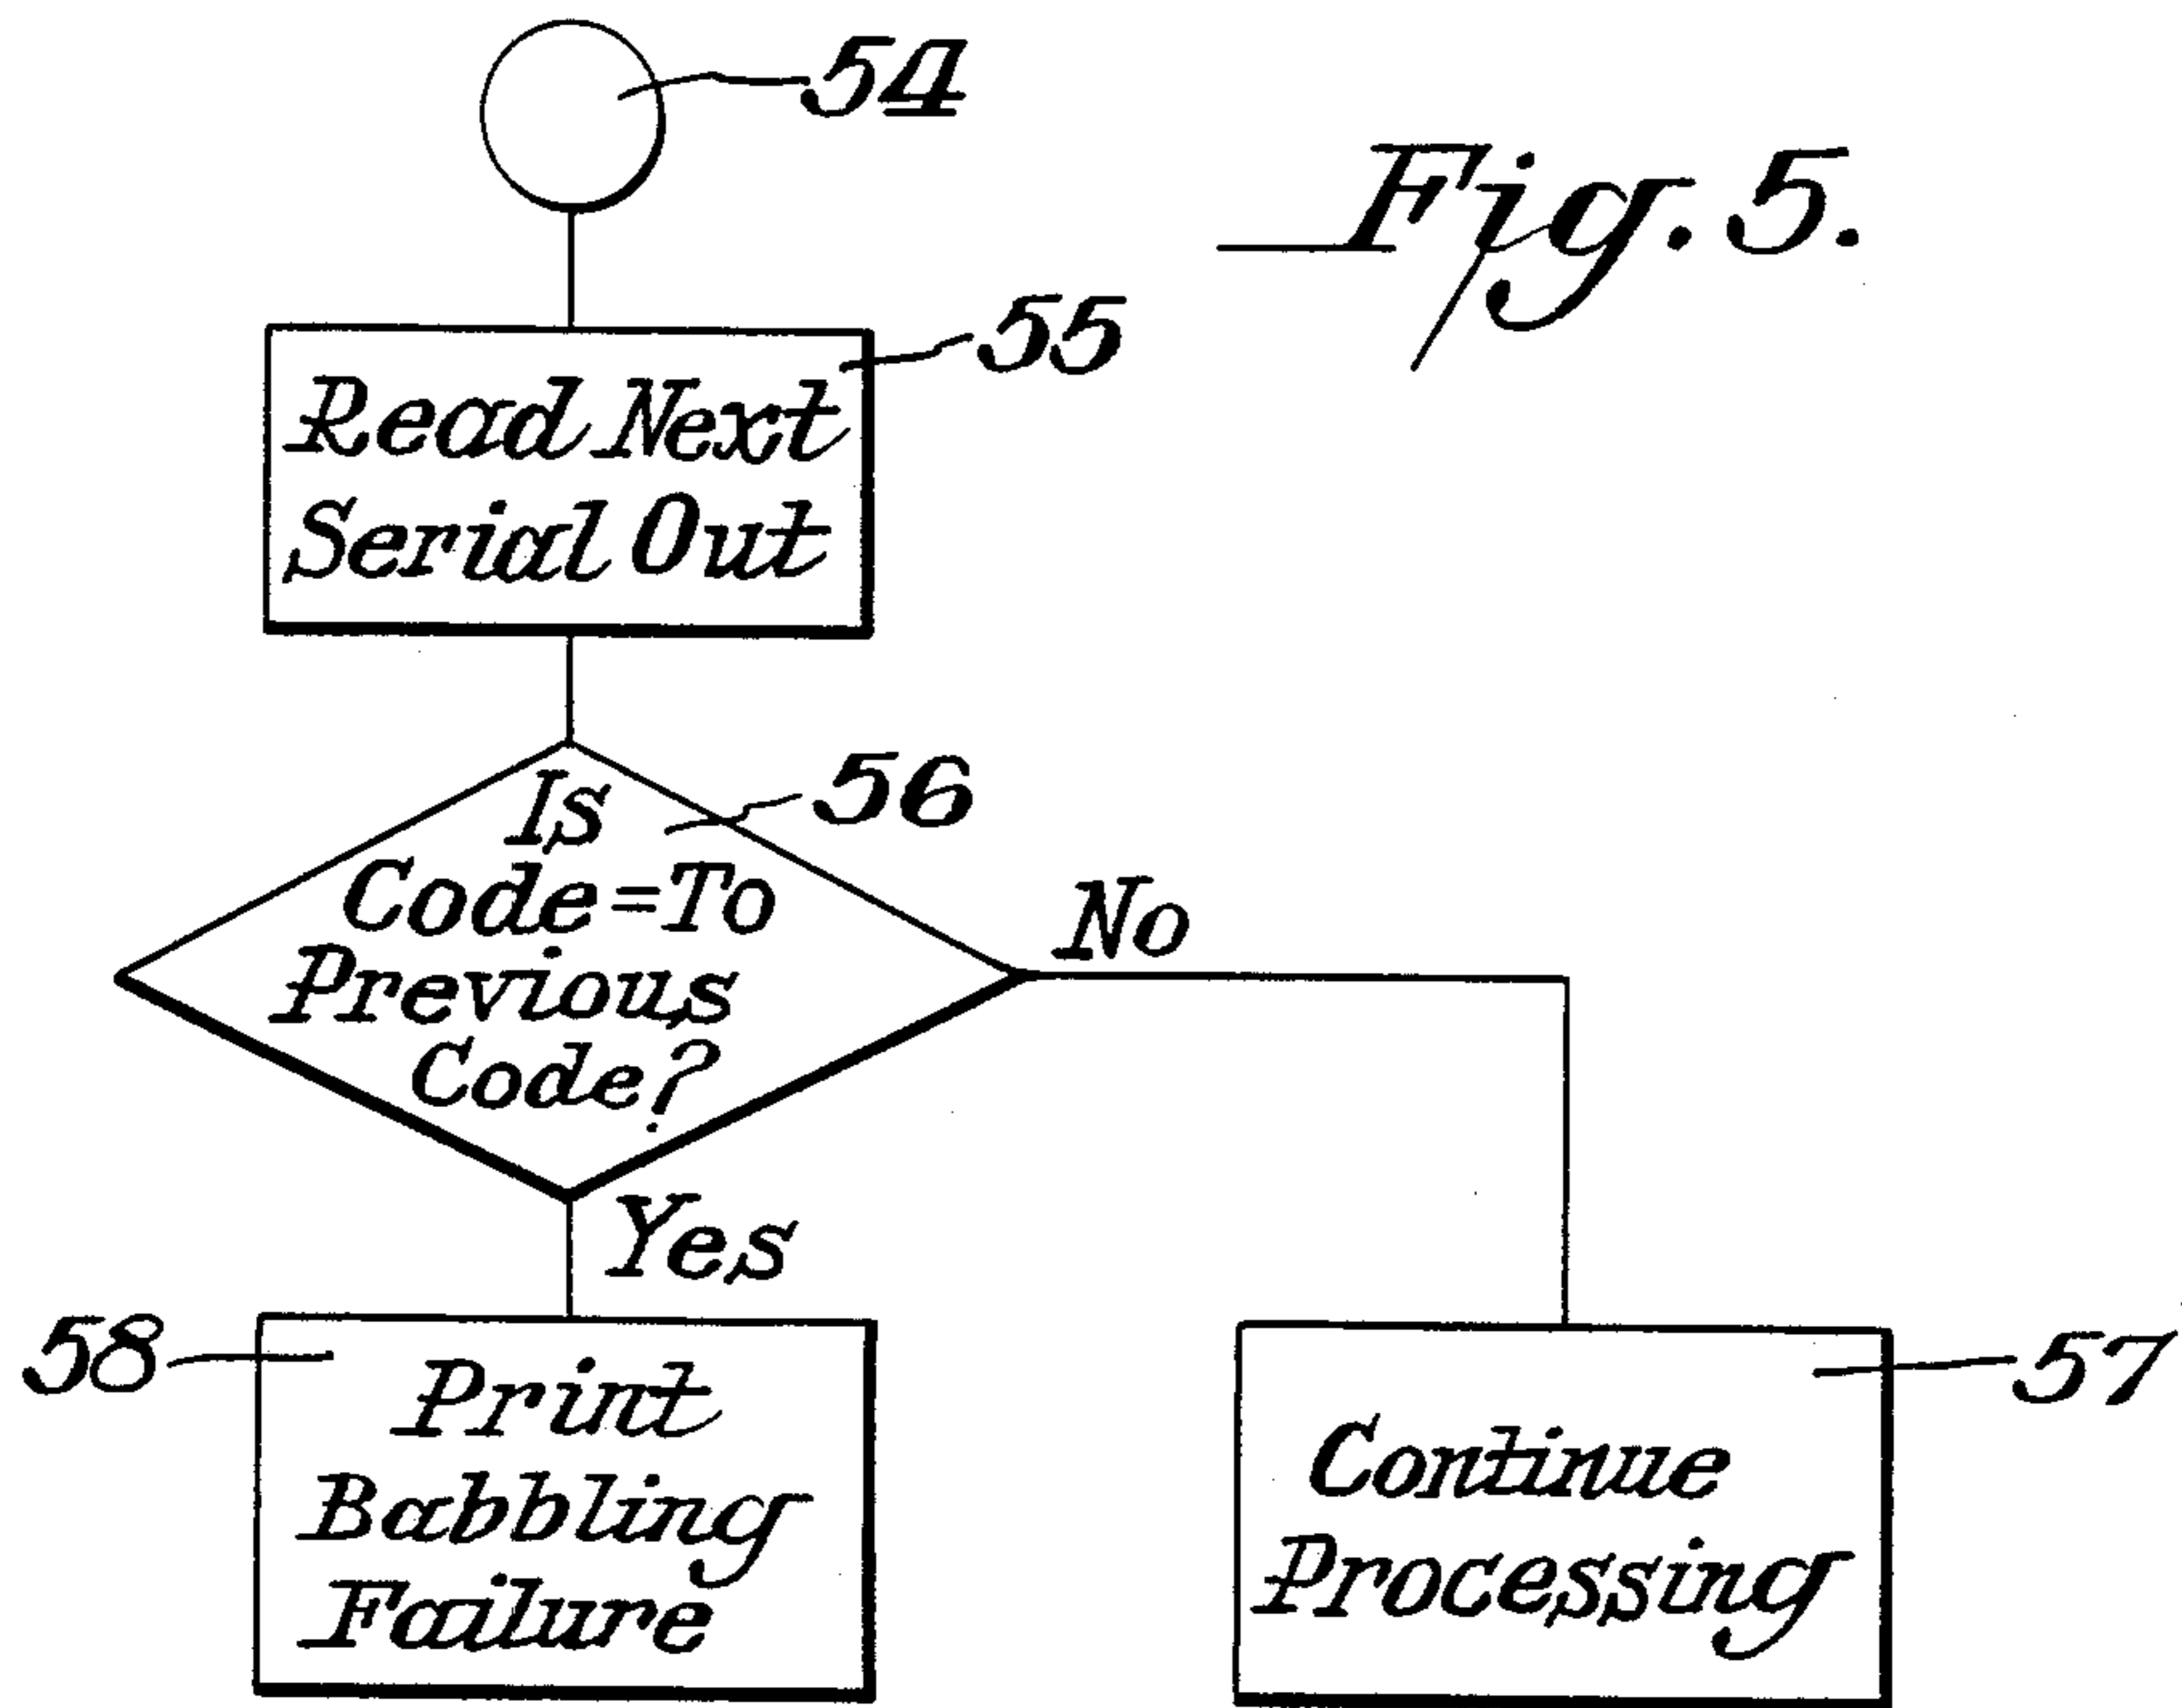 54
Fig. 5.
55
Read Next
Serial Out
56
Is
Code=To
Previous
Code?
No
Yes
58
Print
Babbling
Failure
57
Continue
Processing